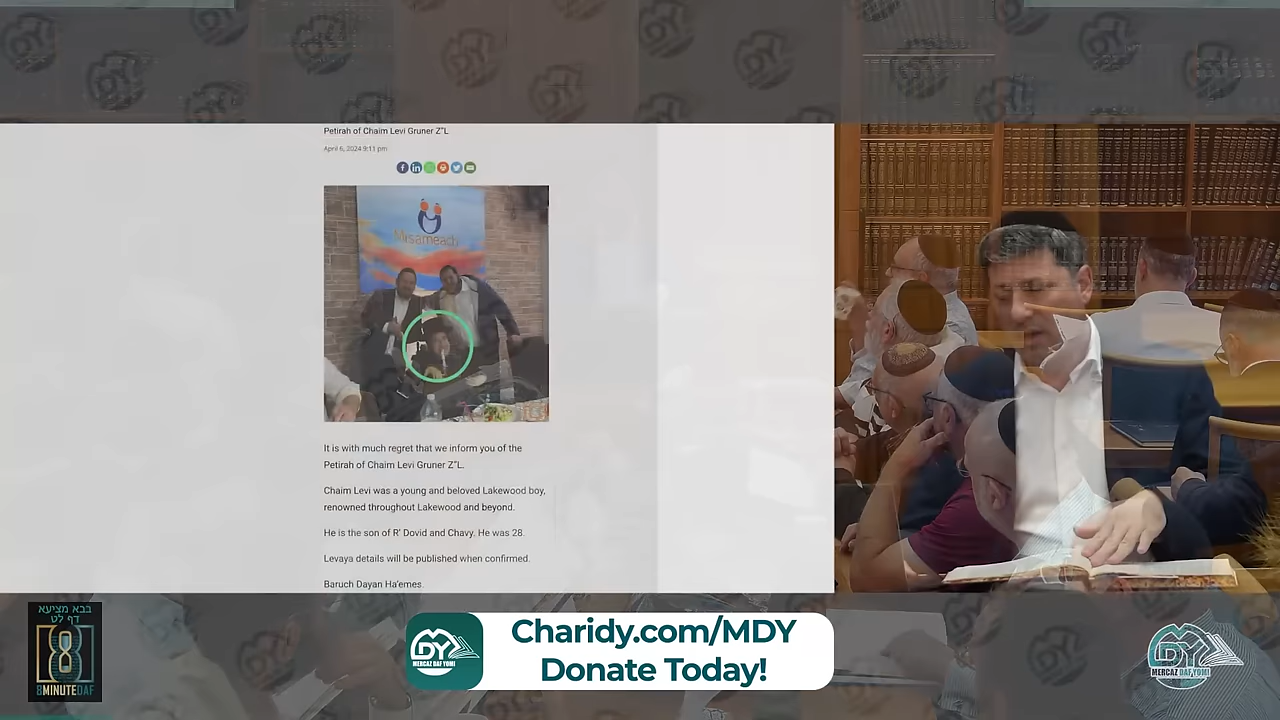 Petirah of Chaim Levi Gruner Z"L
April 6, 2024 9:11 pm
Misameach
It is with much regret that we inform you of the
Petirah of Chaim Levi Gruner Z"L.
Chaim Levi was a young and beloved Lakewood boy,
renowned throughout Lakewood and beyond.
He is the son of R' Dovid and Chavy. He was 28.
Levaya details will be published when confirmed.
Baruch Dayan Ha'emes.
בבא מציעא
דף לט
8
8MINUTEDAF
MDY
MERCAZ DAF YOMI
Charidy.com/MDY
Donate Today!
MDY
MERCAZ DAF YOMI